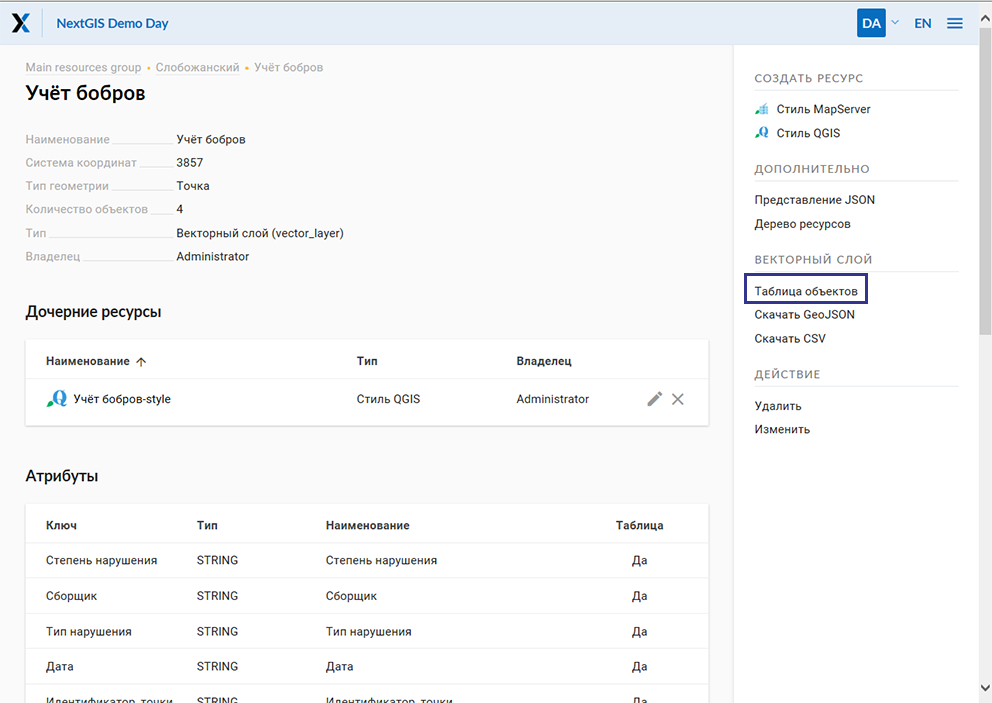 NextGIS Demo Day DA EN
Main resources group • Слобожанский • Учёт бобров
Учёт бобров
Наименование Учёт бобров
Система координат 3857
Тип геометрии Точка
Количество объектов 4
Тип Векторный слой (vector_layer)
Владелец Administrator
Дочерние ресурсы
Наименование Тип Владелец
Учёт бобров-style Стиль QGIS Administrator
Атрибуты
Ключ Тип Наименование Таблица
Степень нарушения STRING Степень нарушения Да
Сборщик STRING Сборщик Да
Тип нарушения STRING Тип нарушения Да
Дата STRING Дата Да
Идентификатор_точки STRING Идентификатор_точки Да
СОЗДАТЬ РЕСУРС
Стиль MapServer
Стиль QGIS
ДОПОЛНИТЕЛЬНО
Представление JSON
Дерево ресурсов
ВЕКТОРНЫЙ СЛОЙ
Таблица объектов
Скачать GeoJSON
Скачать CSV
ДЕЙСТВИЕ
Удалить
Изменить